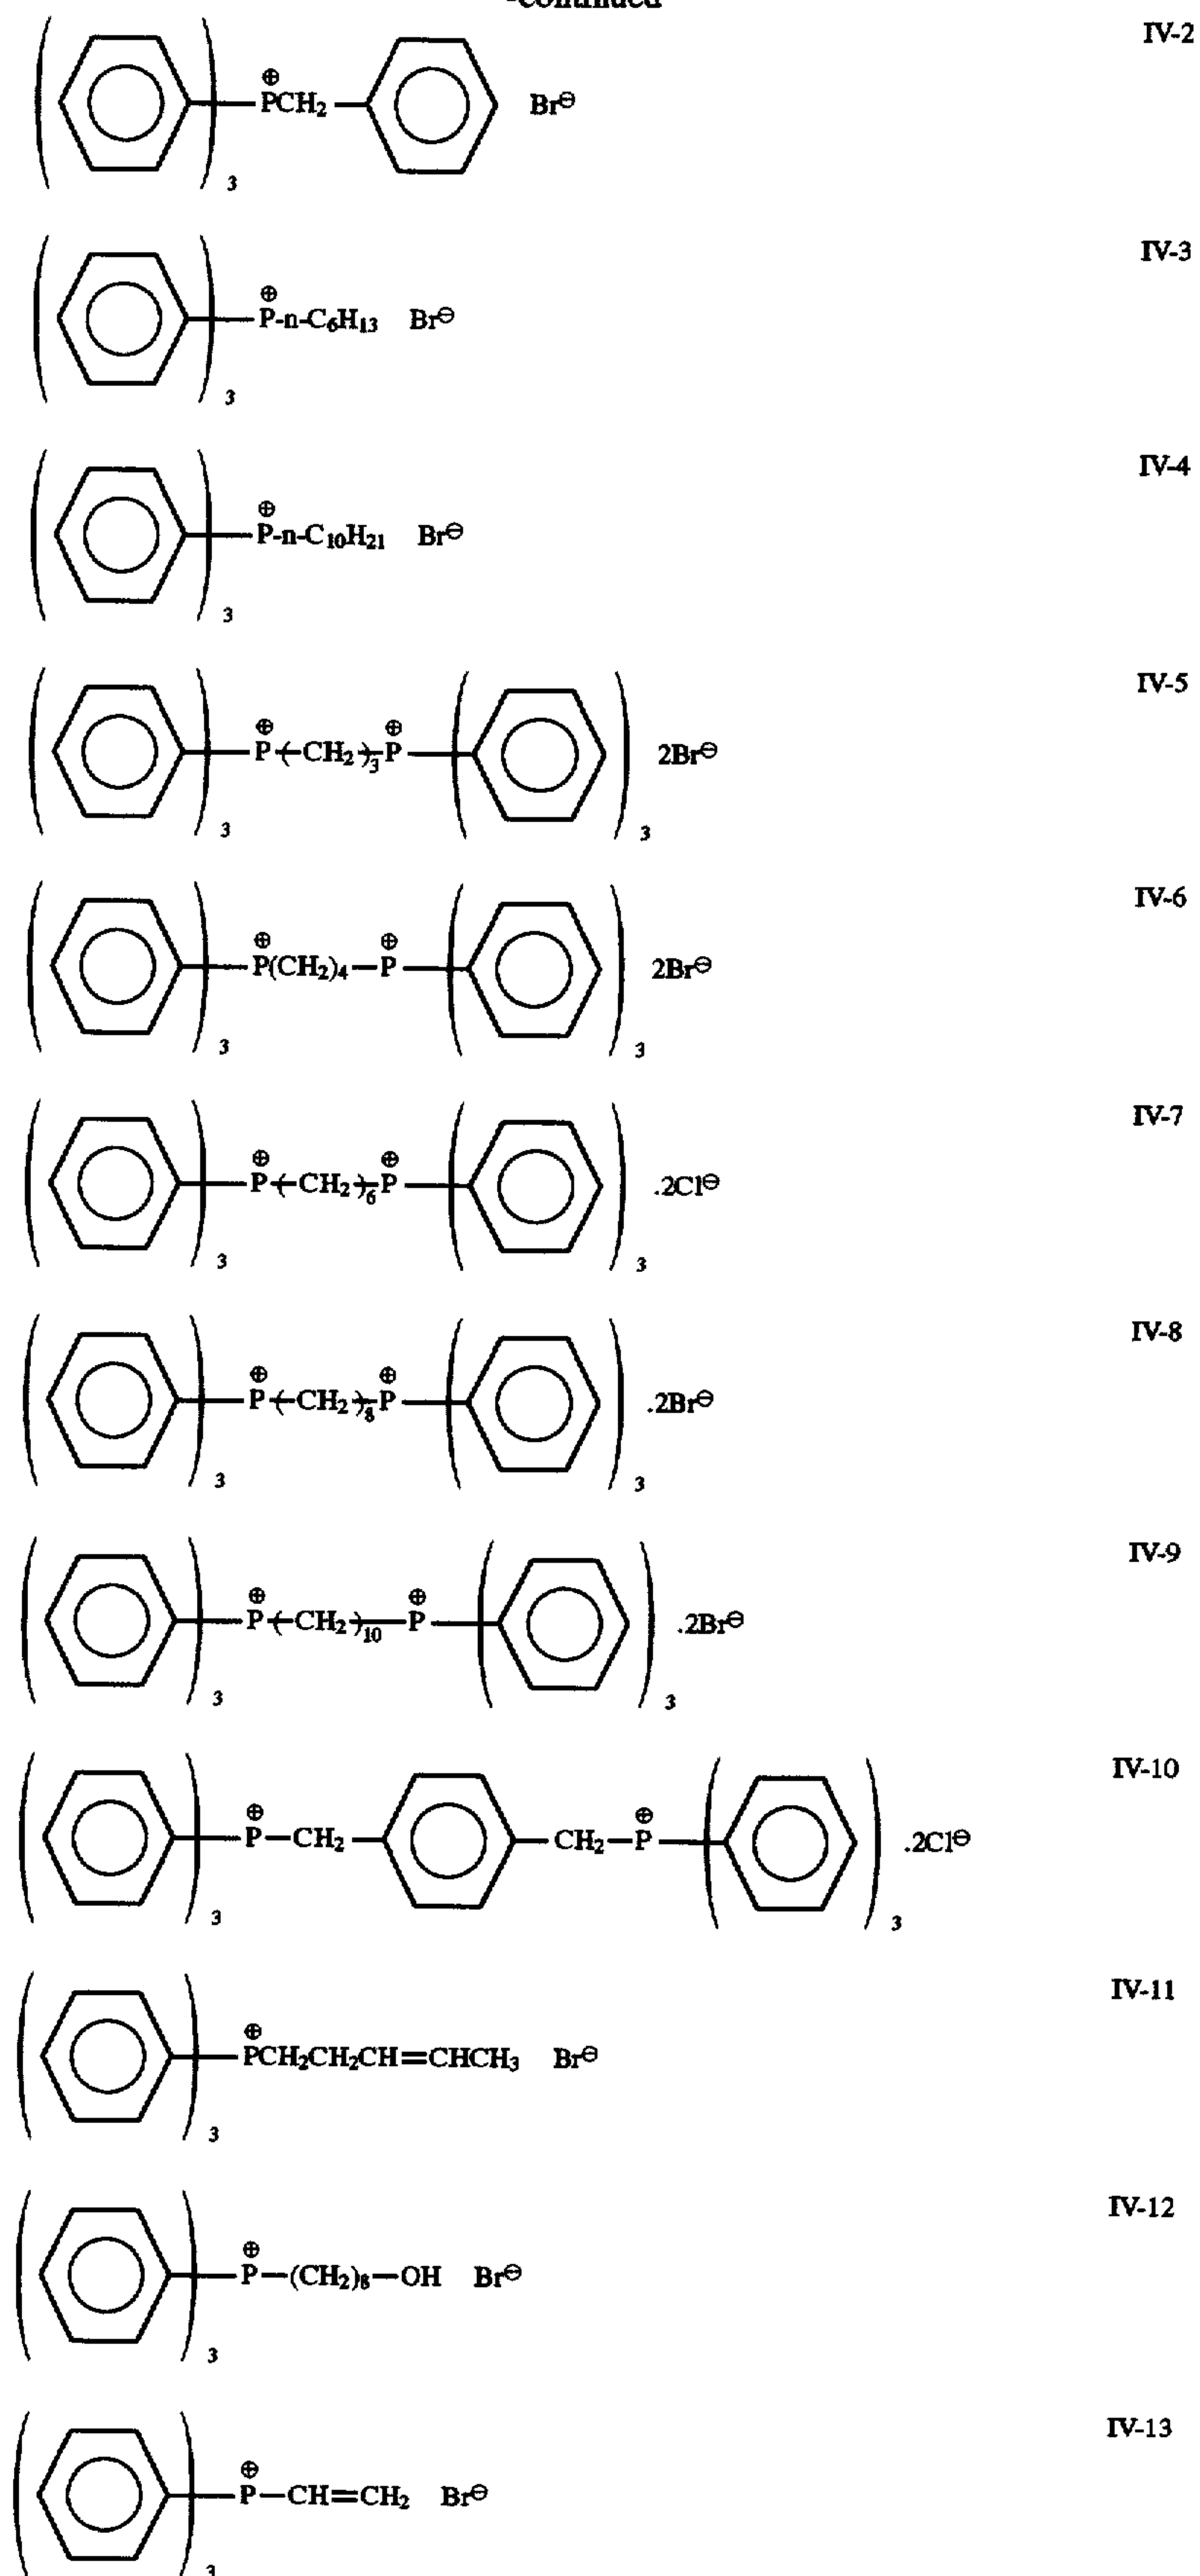 -continued
IV-2
P⊕CH₂ Br⊖
3
IV-3
P⊕-n-C₆H₁₃ Br⊖
3
IV-4
P⊕-n-C₁₀H₂₁ Br⊖
3
IV-5
P⊕(CH₂)₃P⊕ 2Br⊖
3 3
IV-6
P⊕(CH₂)₄—P⊕ 2Br⊖
3 3
IV-7
P⊕(CH₂)₆P⊕ .2Cl⊖
3 3
IV-8
P⊕(CH₂)₈P⊕ .2Br⊖
3 3
IV-9
P⊕(CH₂)₁₀P⊕ .2Br⊖
3 3
IV-10
P⊕—CH₂ CH₂—P⊕ .2Cl⊖
3 3
IV-11
P⊕CH₂CH₂CH=CHCH₃ Br⊖
3
IV-12
P⊕—(CH₂)₈—OH Br⊖
3
IV-13
P⊕—CH=CH₂ Br⊖
3